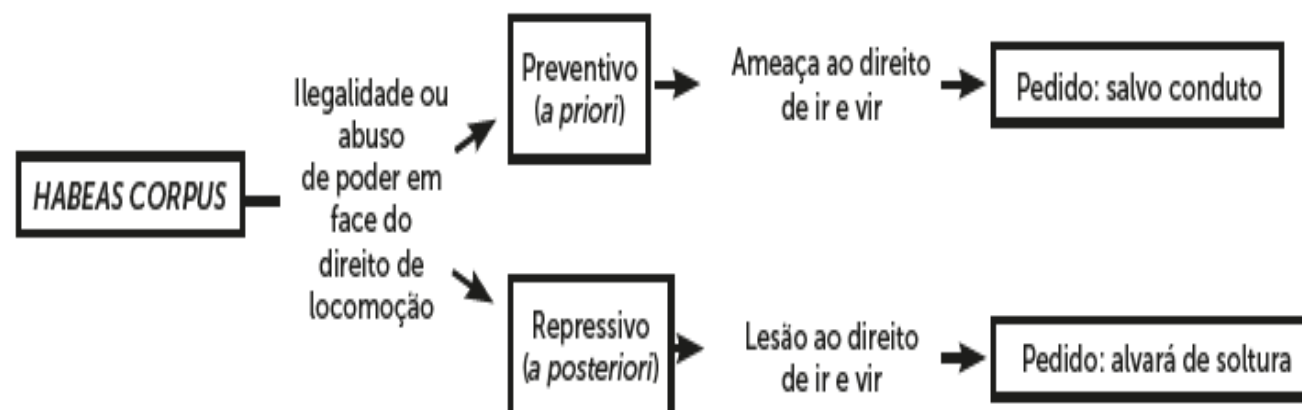 HABEAS CORPUS
Ilegalidade ou
abuso
de poder em
face do
direito de
locomoção
Preventivo
(a priori)
Ameaça ao direito
de ir e vir
Pedido: salvo conduto
Repressivo
(a posteriori)
Lesão ao direito
de ir e vir
Pedido: alvará de soltura